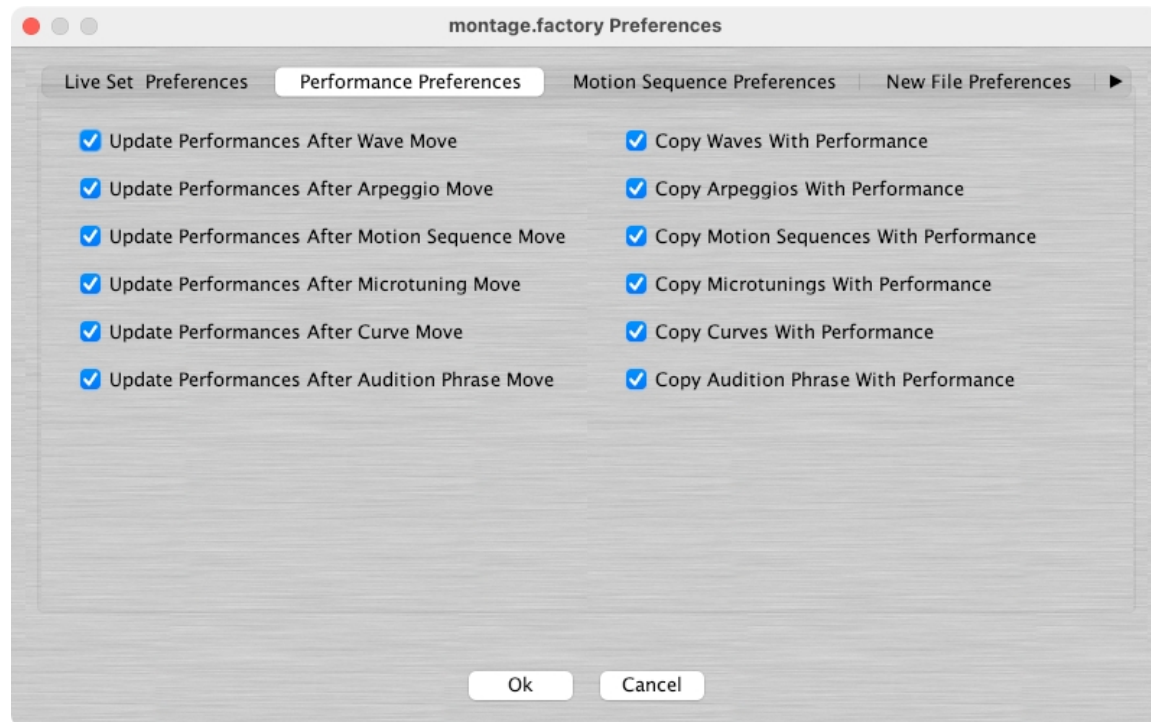 montage.factory Preferences
Live Set  Preferences
Performance Preferences
Motion Sequence Preferences
New File Preferences
Update Performances After Wave Move
Copy Waves With Performance
Update Performances After Arpeggio Move
Copy Arpeggios With Performance
Update Performances After Motion Sequence Move
Copy Motion Sequences With Performance
Update Performances After Microtuning Move
Copy Microtunings With Performance
Update Performances After Curve Move
Copy Curves With Performance
Update Performances After Audition Phrase Move
Copy Audition Phrase With Performance
Ok
Cancel